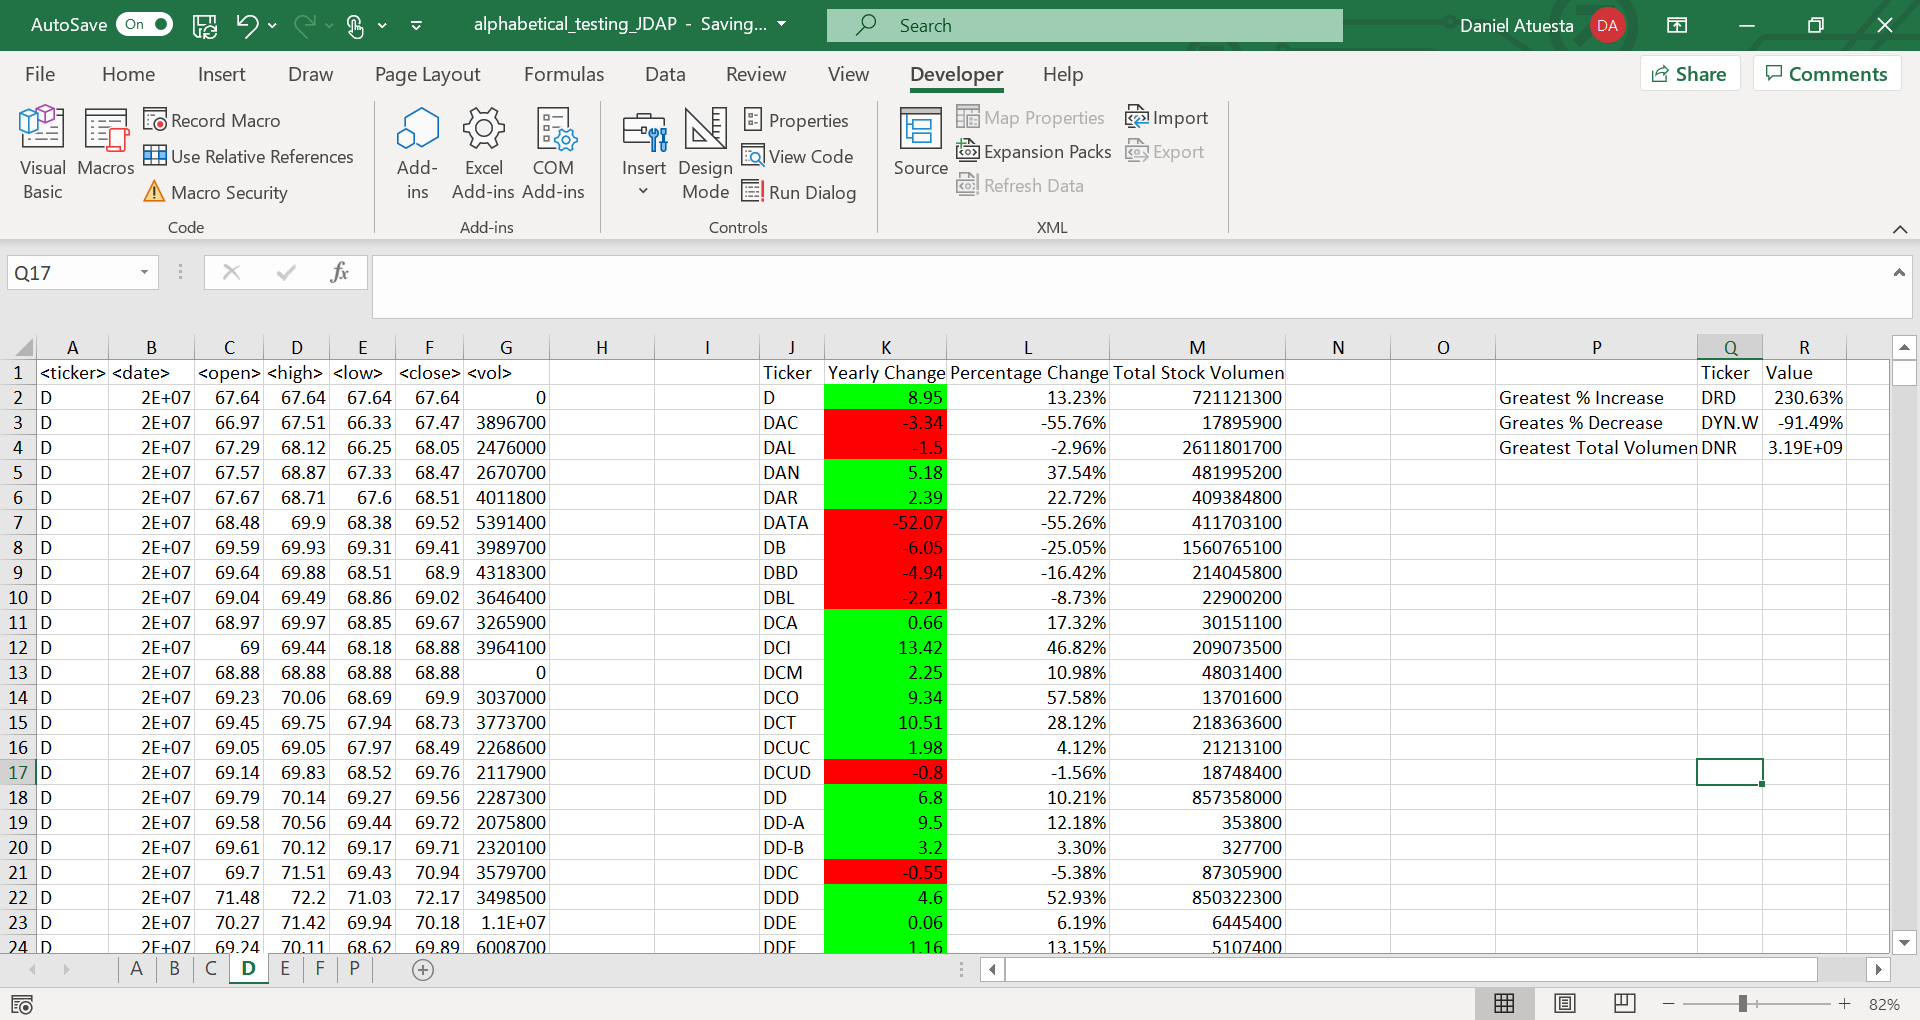 AutoSave On alphabetical_testing_JDAP - Saving... Search Daniel Atuesta DA
File Home Insert Draw Page Layout Formulas Data Review View Developer Help Share Comments
Visual Basic
Macros
Record Macro
Use Relative References
Macro Security
Code
Add-ins
Excel Add-ins
COM Add-ins
Add-ins
Insert
Design Mode
Properties
View Code
Run Dialog
Controls
Source
Map Properties
Expansion Packs
Refresh Data
Import
Export
XML
Q17 fx
A B C D E F G H I J K L M N O P Q R
1 <ticker> <date> <open> <high> <low> <close> <vol> Ticker Yearly Change Percentage Change Total Stock Volumen Ticker Value
2 D 2E+07 67.64 67.64 67.64 67.64 0 D 8.95 13.23% 721121300 Greatest % Increase DRD 230.63%
3 D 2E+07 66.97 67.51 66.33 67.47 3896700 DAC -3.34 -55.76% 17895900 Greates % Decrease DYN.W -91.49%
4 D 2E+07 67.29 68.12 66.25 68.05 2476000 DAL -1.5 -2.96% 2611801700 Greatest Total Volumen DNR 3.19E+09
5 D 2E+07 67.57 68.87 67.33 68.47 2670700 DAN 5.18 37.54% 481995200
6 D 2E+07 67.67 68.71 67.6 68.51 4011800 DAR 2.39 22.72% 409384800
7 D 2E+07 68.48 69.9 68.38 69.52 5391400 DATA -52.07 -55.26% 411703100
8 D 2E+07 69.59 69.93 69.31 69.41 3989700 DB -6.05 -25.05% 1560765100
9 D 2E+07 69.64 69.88 68.51 68.9 4318300 DBD -4.94 -16.42% 214045800
10 D 2E+07 69.04 69.49 68.86 69.02 3646400 DBL -2.21 -8.73% 22900200
11 D 2E+07 68.97 69.97 68.85 69.67 3265900 DCA 0.66 17.32% 30151100
12 D 2E+07 69 69.44 68.18 68.88 3964100 DCI 13.42 46.82% 209073500
13 D 2E+07 68.88 68.88 68.88 68.88 0 DCM 2.25 10.98% 48031400
14 D 2E+07 69.23 70.06 68.69 69.9 3037000 DCO 9.34 57.58% 13701600
15 D 2E+07 69.45 69.75 67.94 68.73 3773700 DCT 10.51 28.12% 218363600
16 D 2E+07 69.05 69.05 67.97 68.49 2268600 DCUC 1.98 4.12% 21213100
17 D 2E+07 69.14 69.83 68.52 69.76 2117900 DCUD -0.8 -1.56% 18748400
18 D 2E+07 69.79 70.14 69.27 69.56 2287300 DD 6.8 10.21% 857358000
19 D 2E+07 69.58 70.56 69.44 69.72 2075800 DD-A 9.5 12.18% 353800
20 D 2E+07 69.61 70.12 69.17 69.71 2320100 DD-B 3.2 3.30% 327700
21 D 2E+07 69.7 71.51 69.43 70.94 3579700 DDC -0.55 -5.38% 87305900
22 D 2E+07 71.48 72.2 71.03 72.17 3498500 DDD 4.6 52.93% 850322300
23 D 2E+07 70.27 71.42 69.94 70.18 1.1E+07 DDE 0.06 6.19% 6445400
24 D 2E+07 69.24 70.11 68.62 69.89 6008700 DDF 1.16 13.15% 5107400
A B C D E F P
82%